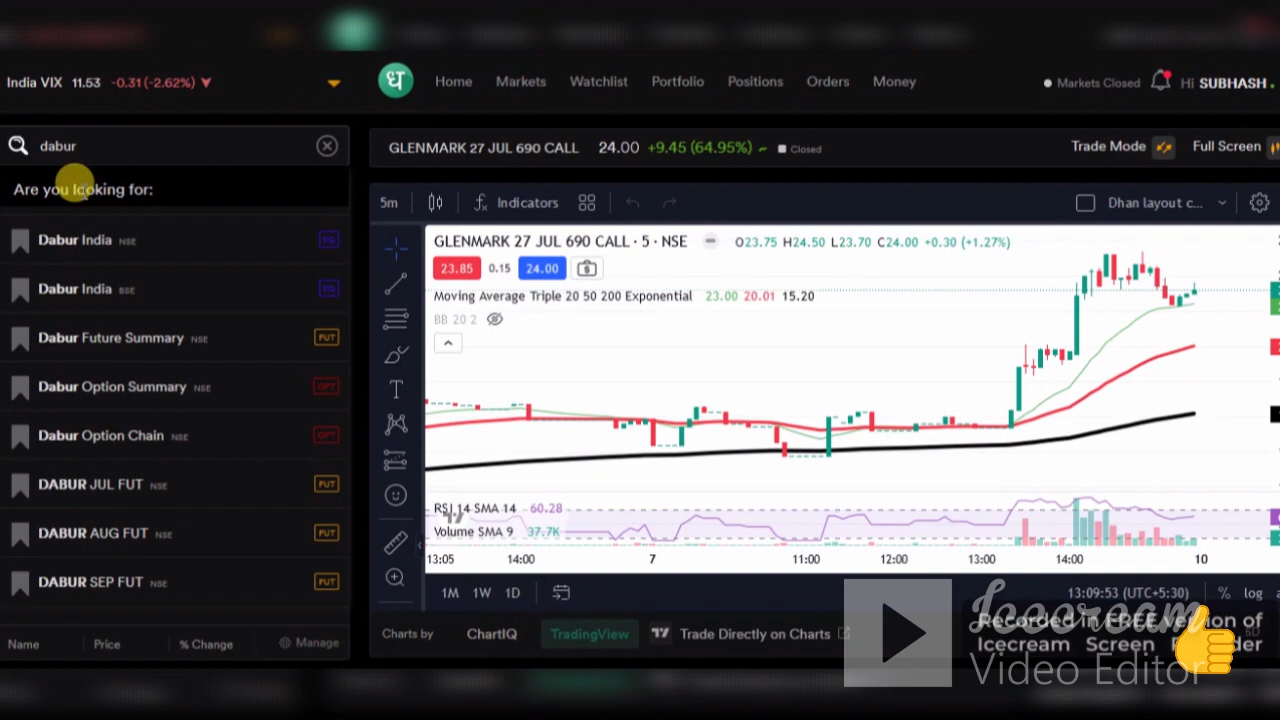 India VIX 11.53 -0.31 (-2.62%)
ध Home Markets Watchlist Portfolio Positions Orders Money
Markets Closed Hi SUBHASH
dabur
Are you looking for:
Dabur India NSE EQ
Dabur India BSE EQ
Dabur Future Summary NSE FUT
Dabur Option Summary NSE OPT
Dabur Option Chain NSE OPT
DABUR JUL FUT NSE FUT
DABUR AUG FUT NSE FUT
DABUR SEP FUT NSE FUT
Name Price % Change Manage
GLENMARK 27 JUL 690 CALL 24.00 +9.45 (64.95%) Closed
Trade Mode Full Screen
5m Indicators Dhan layout c...
GLENMARK 27 JUL 690 CALL · 5 · NSE O23.75 H24.50 L23.70 C24.00 +0.30 (+1.27%)
23.85 0.15 24.00
Moving Average Triple 20 50 200 Exponential 23.00 20.01 15.20
BB 20 2
RSI 14 SMA 14 60.28
Volume SMA 9 37.7K
13:05 14:00 7 11:00 12:00 13:00 14:00 10
1M 1W 1D 13:09:53 (UTC+5:30) % log
Charts by ChartIQ TradingView Trade Directly on Charts
Recorded in FREE version of
Icecream Screen
Icecream
Video Editor